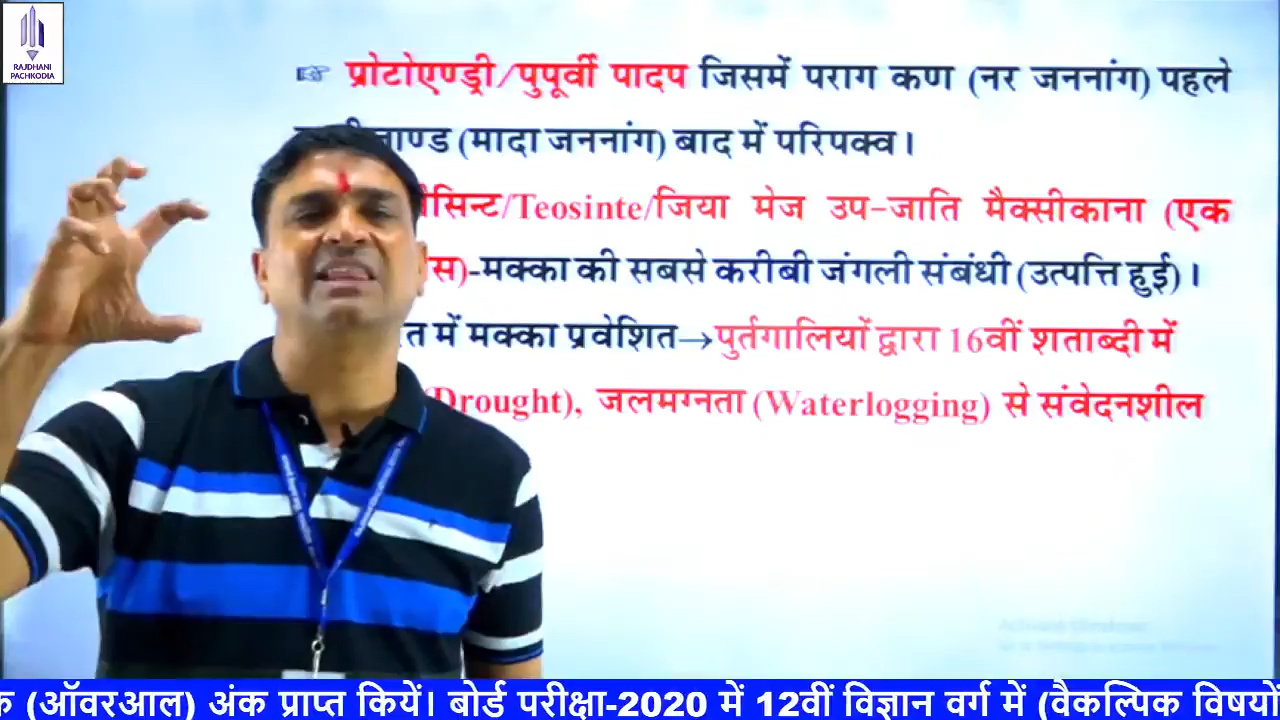 RAJDHANI
PACHKODIA
☞ प्रोटोएण्ड्री/पुपूर्वी पादप जिसमें पराग कण (नर जननांग) पहले
(मादा जननांग) बाद में परिपक्व।
/Teosinte/जिया मेज उप-जाति मैक्सीकाना (एक
-मक्का की सबसे करीबी जंगली संबंधी (उत्पत्ति हुई)।
में मक्का प्रवेशित→पुर्तगालियों द्वारा 16वीं शताब्दी में
Drought), जलमग्नता (Waterlogging) से संवेदनशील
(ऑवरआल) अंक प्राप्त कियें। बोर्ड परीक्षा-2020 में 12वीं विज्ञान वर्ग में (वैकल्पिक विषयों